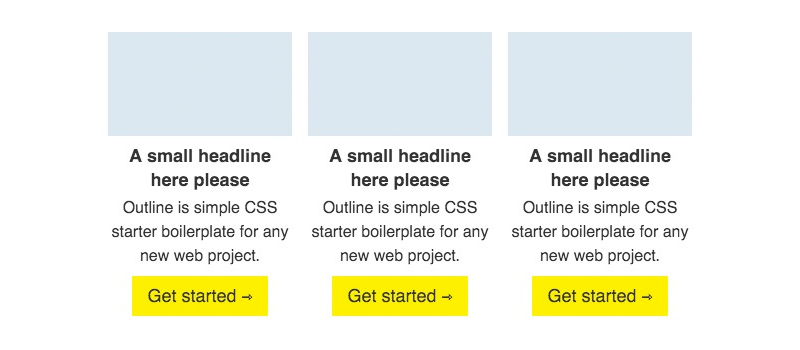 A small headline
here please
Outline is simple CSS
starter boilerplate for any
new web project.
Get started ➾
A small headline
here please
Outline is simple CSS
starter boilerplate for any
new web project.
Get started ➾
A small headline
here please
Outline is simple CSS
starter boilerplate for any
new web project.
Get started ➾